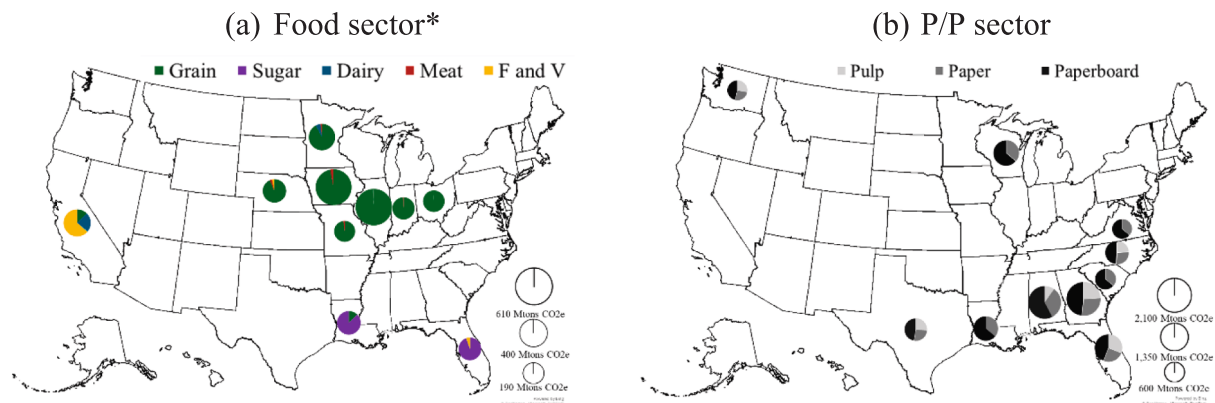 (a) Food sector*
Grain Sugar Dairy Meat F and V
610 Mtons CO2e
400 Mtons CO2e
190 Mtons CO2e
(b) P/P sector
Pulp Paper Paperboard
2,100 Mtons CO2e
1,350 Mtons CO2e
600 Mtons CO2e